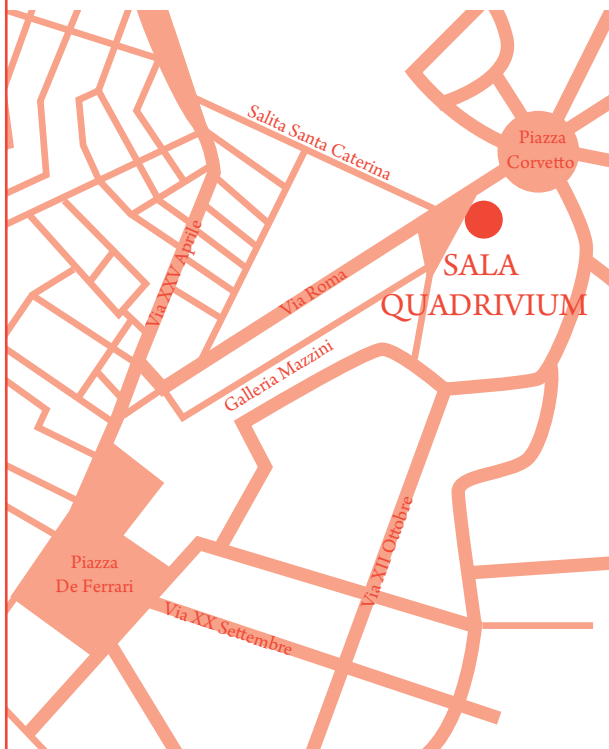 Salita Santa Caterina
Piazza
Corvetto
Via XXV Aprile
Via Roma
SALA
QUADRIVIUM
Galleria Mazzini
Via XII Ottobre
Piazza
De Ferrari
Via XX Settembre